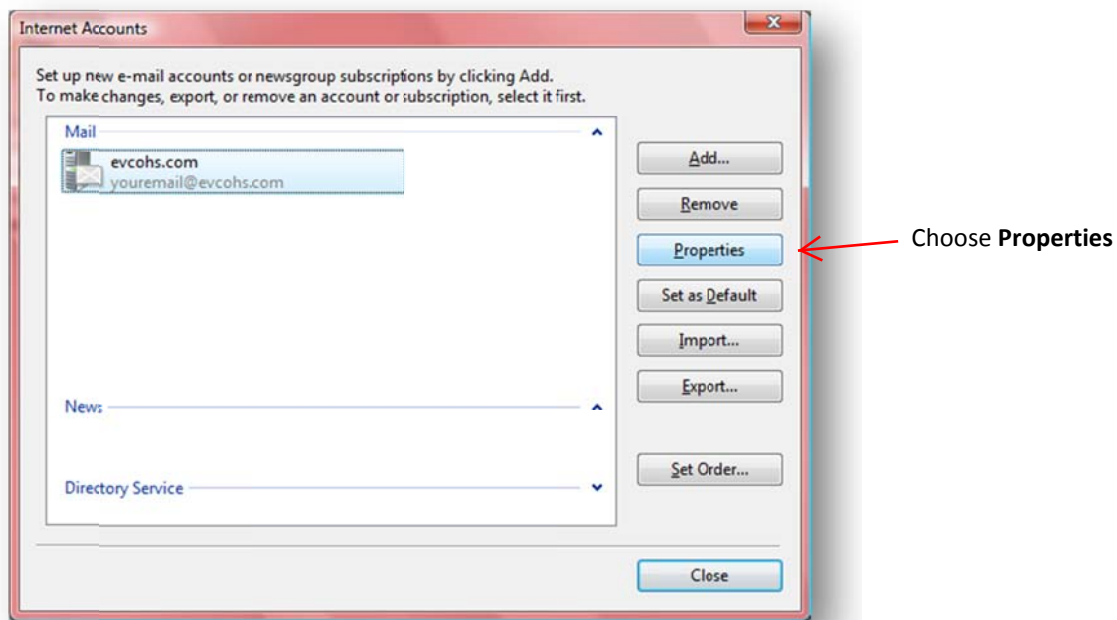 Internet Accounts
Set up new e-mail accounts or newsgroup subscriptions by clicking Add.
To make changes, export, or remove an account or subscription, select it first.
Mail
evcohs.com
youremail@evcohs.com
Add...
Remove
Properties
Set as Default
Import...
Export...
News
Directory Service
Set Order...
Close
Choose Properties